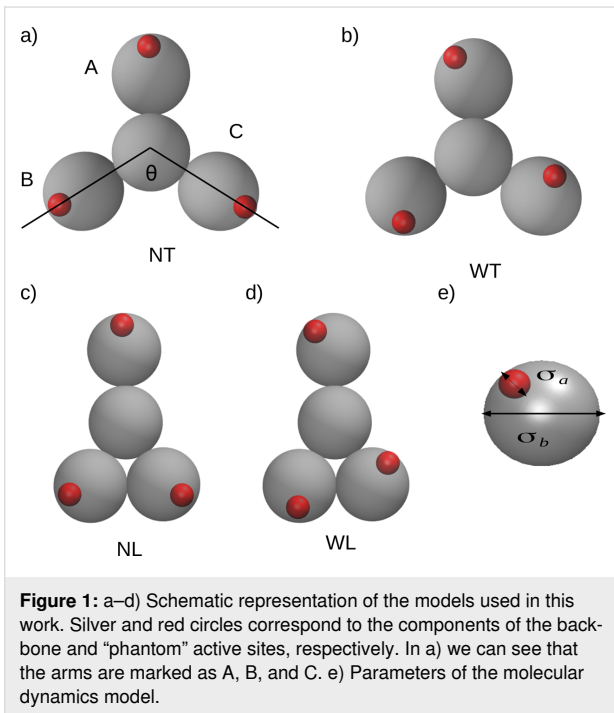 a)
b)
A
C
B
θ
NT
WT
c)
d)
e)
σa
σb
NL
WL
Figure 1: a–d) Schematic representation of the models used in this
work. Silver and red circles correspond to the components of the back-
bone and “phantom” active sites, respectively. In a) we can see that
the arms are marked as A, B, and C. e) Parameters of the molecular
dynamics model.